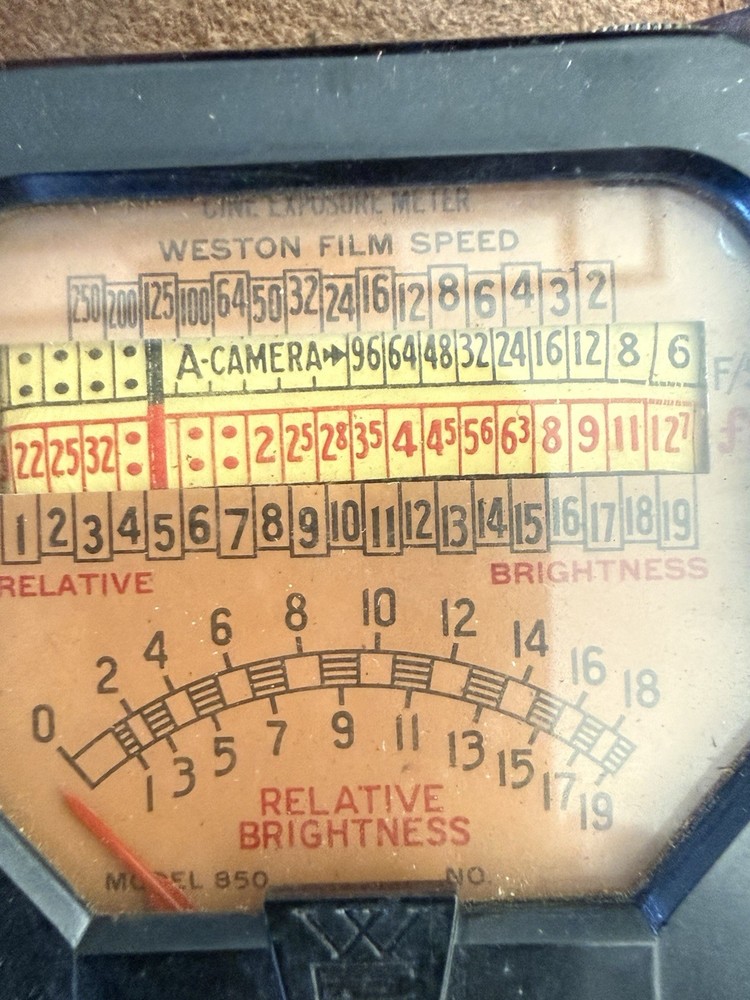 CINE EXPOSURE METER
WESTON FILM SPEED
250 200 125 100 64 50 32 24 16 12 8 6 4 3 2
A-CAMERA 96 64 48 32 24 16 12 8 6 F/
22 25 32 2 2⁵ 2⁸ 3⁵ 4 4⁵ 5⁶ 6³ 8 9 11 12⁷ f
1 2 3 4 5 6 7 8 9 10 11 12 13 14 15 16 17 18 19
RELATIVE BRIGHTNESS
0 2 4 6 8 10 12 14 16 18
1 3 5 7 9 11 13 15 17 19
RELATIVE
BRIGHTNESS
MODEL 850 NO.
W